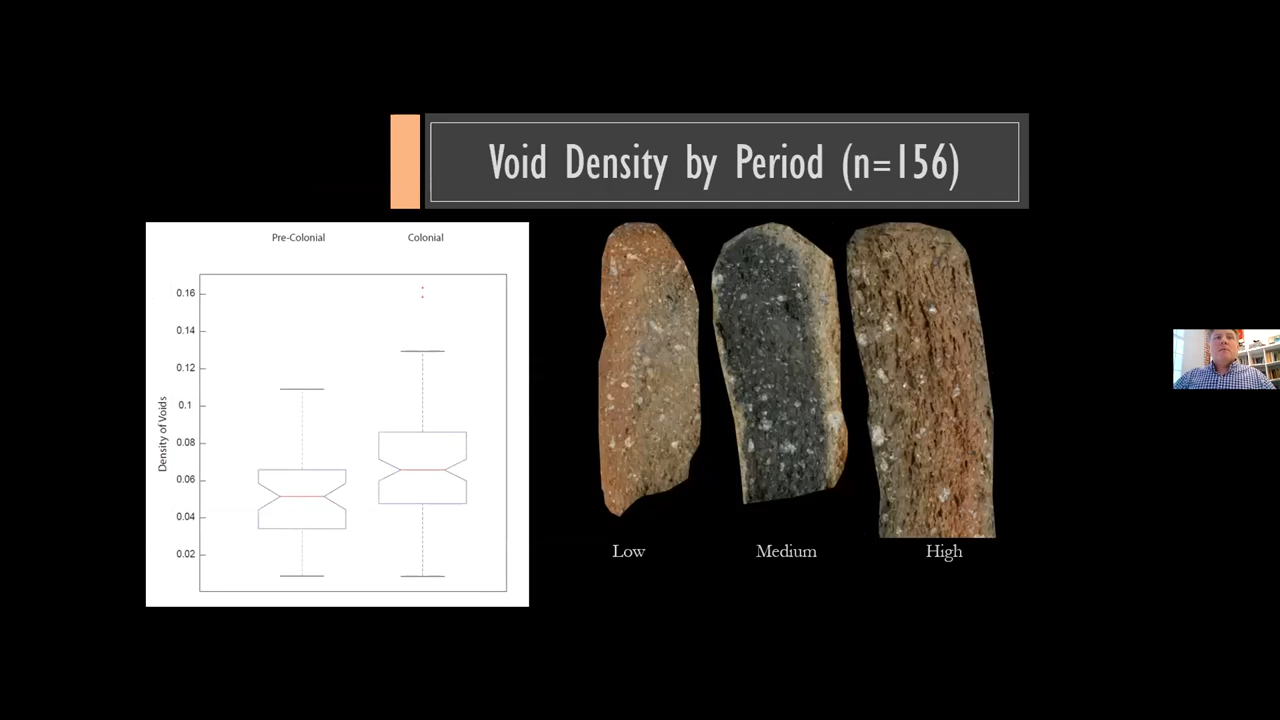 Void Density by Period (n=156)
Pre-Colonial Colonial
0.16
0.14
0.12
0.1
0.08
0.06
0.04
0.02
Density of Voids
Low Medium High